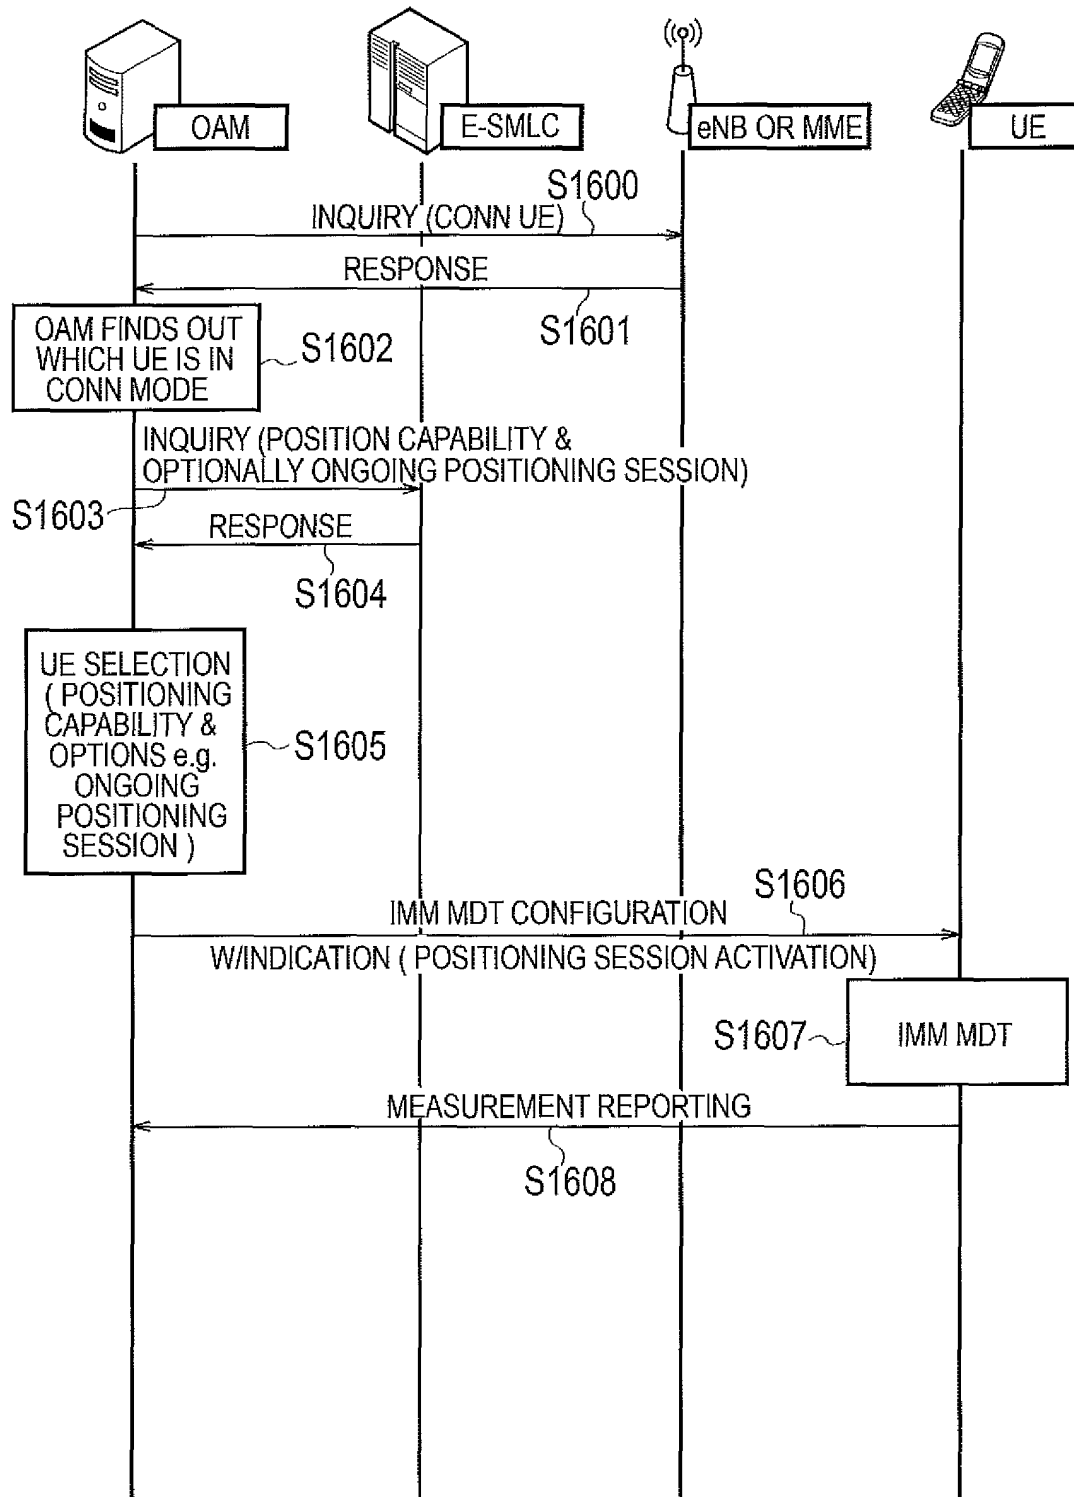 OAM
E-SMLC
eNB OR MME
UE
S1600
INQUIRY (CONN UE)
RESPONSE
S1601
OAM FINDS OUT
WHICH UE IS IN
CONN MODE
S1602
INQUIRY (POSITION CAPABILITY &
OPTIONALLY ONGOING POSITIONING SESSION)
S1603
RESPONSE
S1604
UE SELECTION
( POSITIONING
CAPABILITY &
OPTIONS e.g.
ONGOING
POSITIONING
SESSION )
S1605
S1606
IMM MDT CONFIGURATION
W/INDICATION ( POSITIONING SESSION ACTIVATION)
S1607
IMM MDT
MEASUREMENT REPORTING
S1608